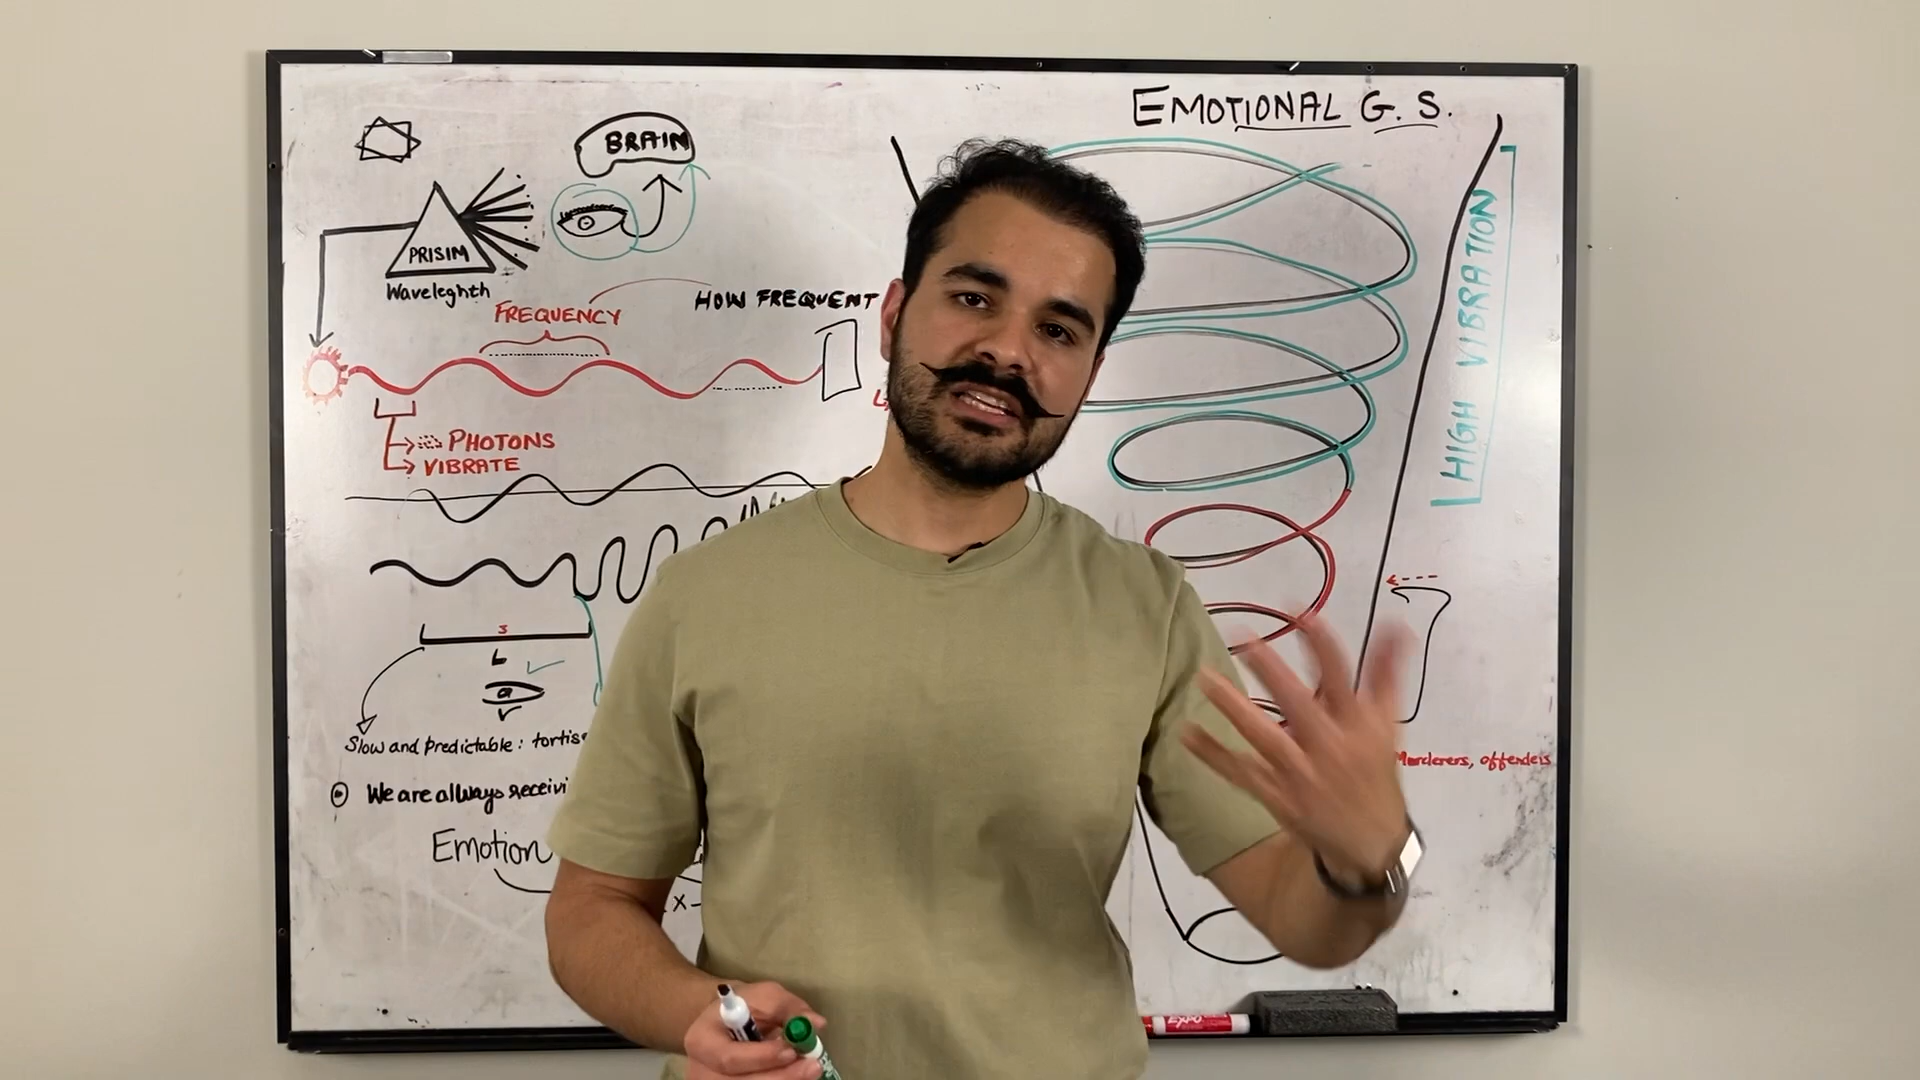 EMOTIONAL G. S.
BRAIN
PRISIM
Waveleghth
FREQUENCY
HOW FREQUENT
HIGH VIBRATION
PHOTONS
VIBRATE
S
L
Slow and predictable: tortise
Murderers, offenders
We are always receivi
Emotion
X
EXPO